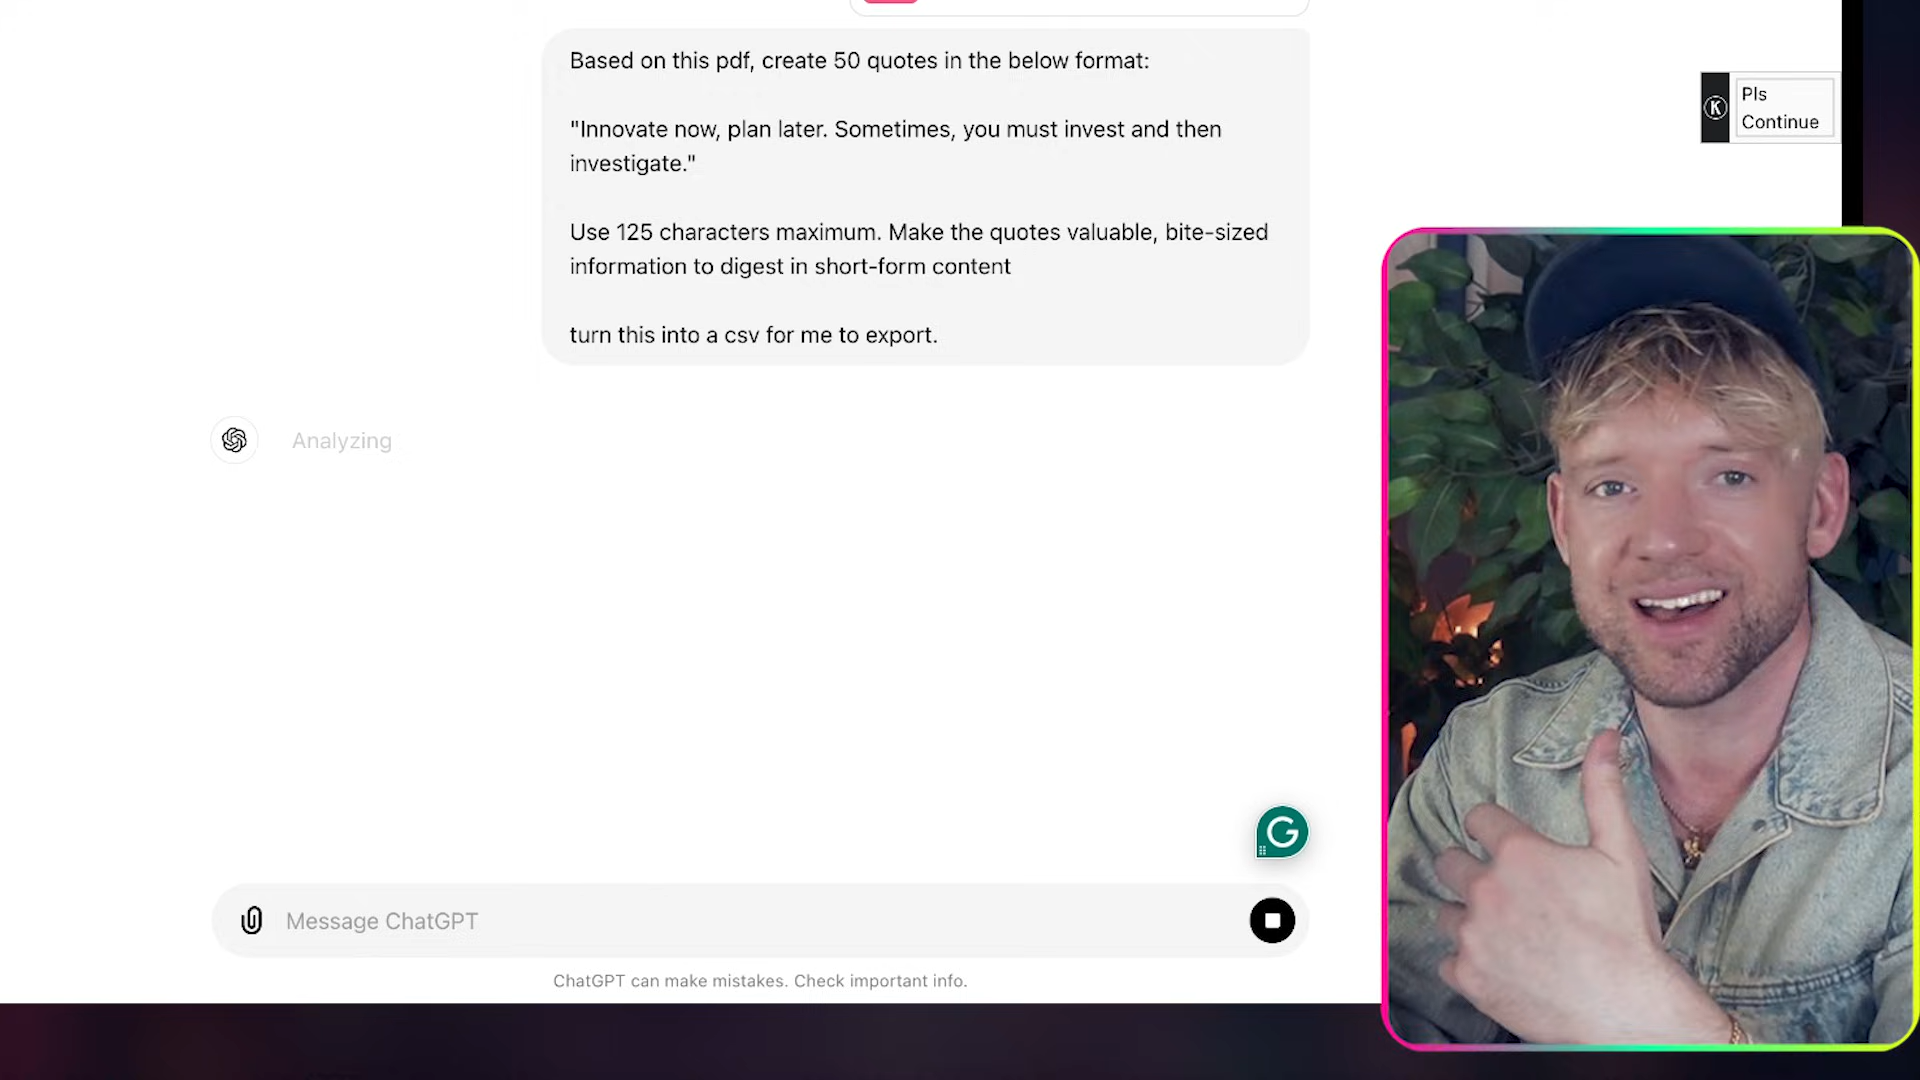 Based on this pdf, create 50 quotes in the below format:
"Innovate now, plan later. Sometimes, you must invest and then
investigate."
Use 125 characters maximum. Make the quotes valuable, bite-sized
information to digest in short-form content
turn this into a csv for me to export.
K
Pls
Continue
Analyzing
G
Message ChatGPT
ChatGPT can make mistakes. Check important info.